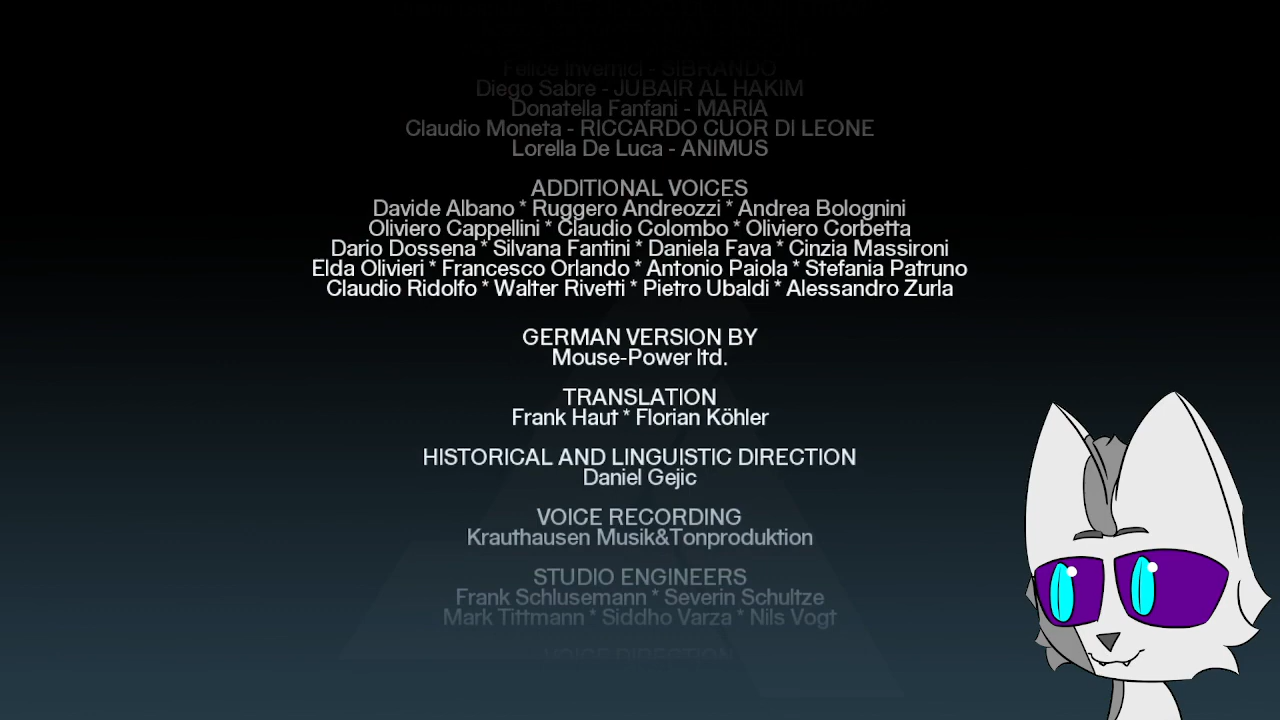 Felice Invernici - SIBRANDO
Diego Sabre - JUBAIR AL HAKIM
Donatella Fanfani - MARIA
Claudio Moneta - RICCARDO CUOR DI LEONE
Lorella De Luca - ANIMUS
ADDITIONAL VOICES
Davide Albano * Ruggero Andreozzi * Andrea Bolognini
Oliviero Cappellini * Claudio Colombo * Oliviero Corbetta
Dario Dossena * Silvana Fantini * Daniela Fava * Cinzia Massironi
Elda Olivieri * Francesco Orlando * Antonio Paiola * Stefania Patruno
Claudio Ridolfo * Walter Rivetti * Pietro Ubaldi * Alessandro Zurla
GERMAN VERSION BY
Mouse-Power ltd.
TRANSLATION
Frank Haut * Florian Köhler
HISTORICAL AND LINGUISTIC DIRECTION
Daniel Gejic
VOICE RECORDING
Krauthausen Musik&Tonproduktion
STUDIO ENGINEERS
Frank Schlusemann * Severin Schultze
Mark Tittmann * Siddho Varza * Nils Vogt
VOICE DIRECTION